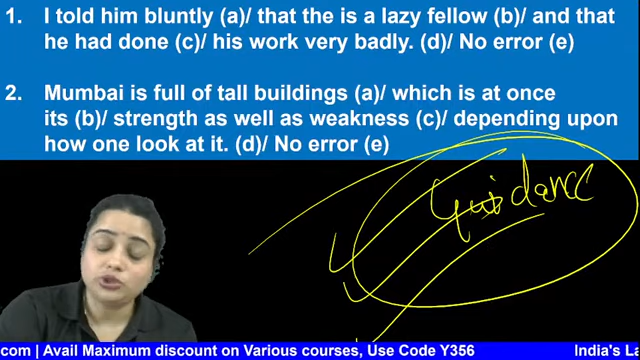 1. I told him bluntly (a)/ that the is a lazy fellow (b)/ and that
he had done (c)/ his work very badly. (d)/ No error (e)
2. Mumbai is full of tall buildings (a)/ which is at once
its (b)/ strength as well as weakness (c)/ depending upon
how one look at it. (d)/ No error (e)
Guidance
com | Avail Maximum discount on Various courses, Use Code Y356
India's La